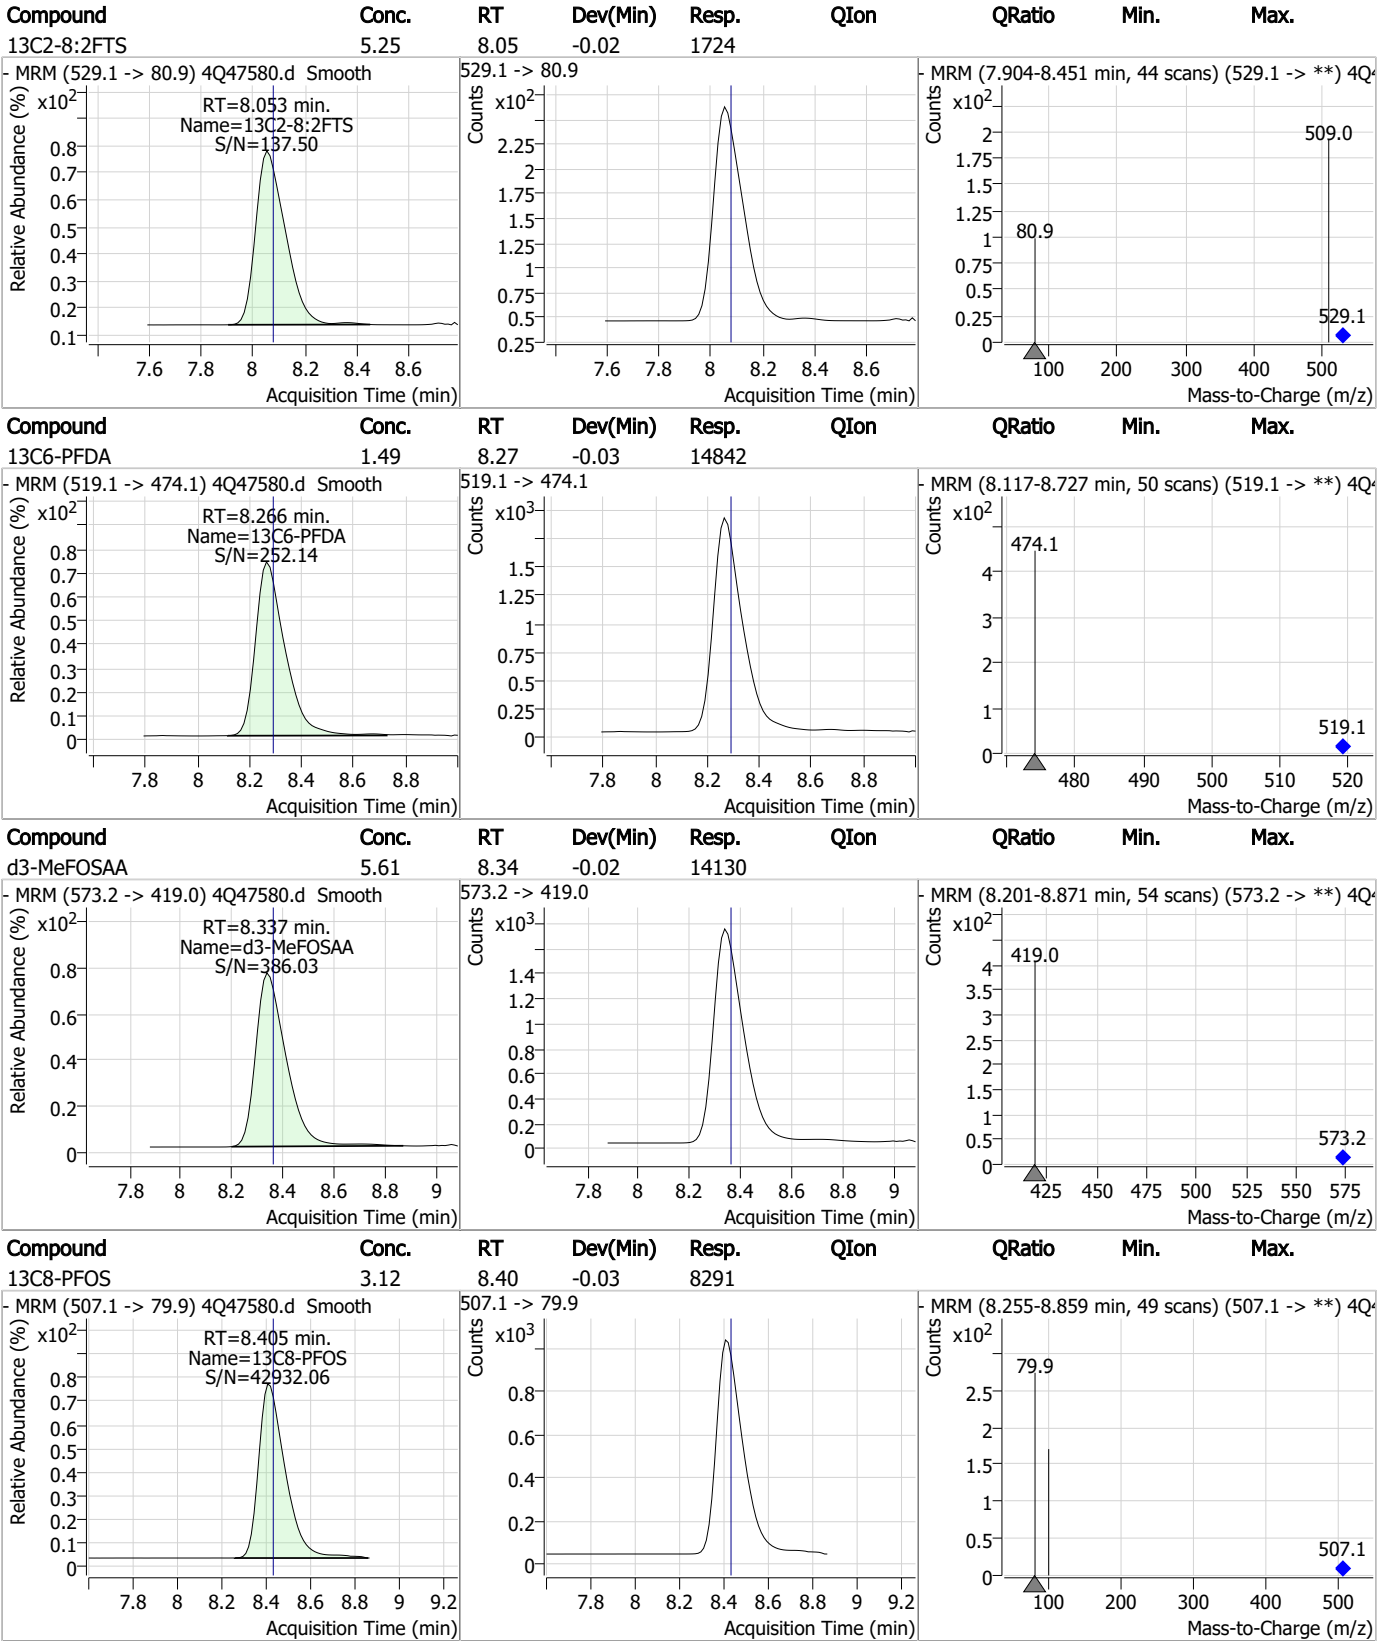 Compound Conc. RT Dev(Min) Resp. QIon QRatio Min. Max.
13C2-8:2FTS 5.25 8.05 -0.02 1724
- MRM (529.1 -> 80.9) 4Q47580.d Smooth
Relative Abundance (%)
x10²
RT=8.053 min.
Name=13C2-8:2FTS
S/N=137.50
0.8
0.7
0.6
0.5
0.4
0.3
0.2
0.1
7.6 7.8 8 8.2 8.4 8.6
Acquisition Time (min)
529.1 -> 80.9
Counts
x10²
2.25
2
1.75
1.5
1.25
1
0.75
0.5
0.25
7.6 7.8 8 8.2 8.4 8.6
Acquisition Time (min)
- MRM (7.904-8.451 min, 44 scans) (529.1 -> **) 4Q4
Counts
x10²
2
1.75
1.5
1.25
1
0.75
0.5
0.25
0
509.0
80.9
529.1
100 200 300 400 500
Mass-to-Charge (m/z)
Compound Conc. RT Dev(Min) Resp. QIon QRatio Min. Max.
13C6-PFDA 1.49 8.27 -0.03 14842
- MRM (519.1 -> 474.1) 4Q47580.d Smooth
Relative Abundance (%)
x10²
RT=8.266 min.
Name=13C6-PFDA
S/N=252.14
0.8
0.7
0.6
0.5
0.4
0.3
0.2
0.1
0
7.8 8 8.2 8.4 8.6 8.8
Acquisition Time (min)
519.1 -> 474.1
Counts
x10³
1.5
1.25
1
0.75
0.5
0.25
0
7.8 8 8.2 8.4 8.6 8.8
Acquisition Time (min)
- MRM (8.117-8.727 min, 50 scans) (519.1 -> **) 4Q4
Counts
x10²
4
3
2
1
0
474.1
519.1
480 490 500 510 520
Mass-to-Charge (m/z)
Compound Conc. RT Dev(Min) Resp. QIon QRatio Min. Max.
d3-MeFOSAA 5.61 8.34 -0.02 14130
- MRM (573.2 -> 419.0) 4Q47580.d Smooth
Relative Abundance (%)
x10²
RT=8.337 min.
Name=d3-MeFOSAA
S/N=386.03
0.8
0.6
0.4
0.2
0
7.8 8 8.2 8.4 8.6 8.8 9
Acquisition Time (min)
573.2 -> 419.0
Counts
x10³
1.4
1.2
1
0.8
0.6
0.4
0.2
0
7.8 8 8.2 8.4 8.6 8.8 9
Acquisition Time (min)
- MRM (8.201-8.871 min, 54 scans) (573.2 -> **) 4Q4
Counts
x10²
4
3.5
3
2.5
2
1.5
1
0.5
0
419.0
573.2
425 450 475 500 525 550 575
Mass-to-Charge (m/z)
Compound Conc. RT Dev(Min) Resp. QIon QRatio Min. Max.
13C8-PFOS 3.12 8.40 -0.03 8291
- MRM (507.1 -> 79.9) 4Q47580.d Smooth
Relative Abundance (%)
x10²
RT=8.405 min.
Name=13C8-PFOS
S/N=42932.06
0.8
0.7
0.6
0.5
0.4
0.3
0.2
0.1
0
7.8 8 8.2 8.4 8.6 8.8 9 9.2
Acquisition Time (min)
507.1 -> 79.9
Counts
x10³
0.8
0.6
0.4
0.2
0
7.8 8 8.2 8.4 8.6 8.8 9 9.2
Acquisition Time (min)
- MRM (8.255-8.859 min, 49 scans) (507.1 -> **) 4Q4
Counts
x10²
2.5
2
1.5
1
0.5
0
79.9
507.1
100 200 300 400 500
Mass-to-Charge (m/z)